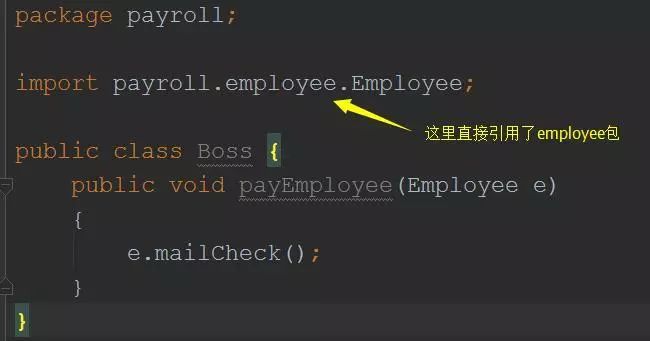 package payroll;
import payroll.employee.Employee;
这里直接引用了employee包
public class Boss {
public void payEmployee(Employee e)
{
e.mailCheck();
}
}